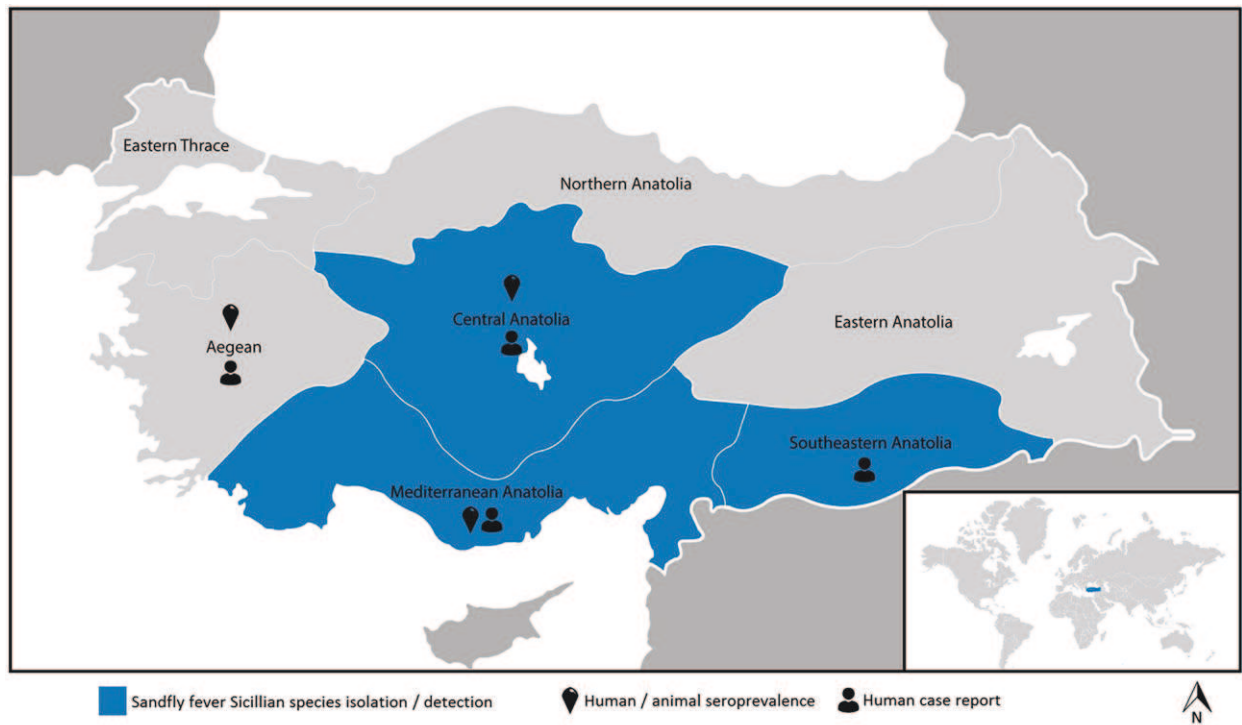 Eastern Thrace
Northern Anatolia
Central Anatolia
Eastern Anatolia
Aegean
Southeastern Anatolia
Mediterranean Anatolia
Sandfly fever Sicillian species isolation / detection
Human / animal seroprevalence
Human case report
N